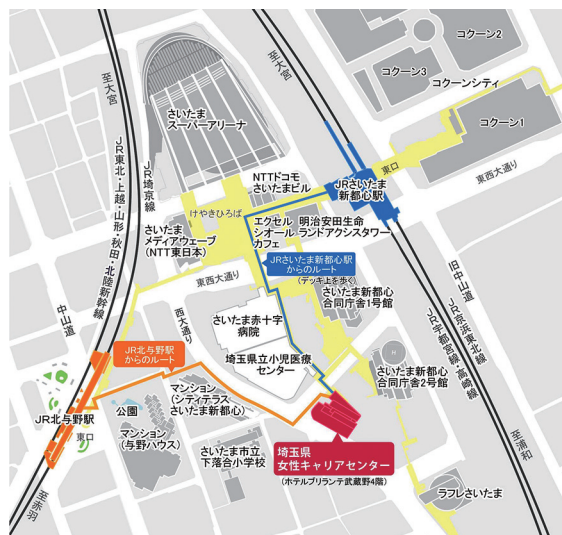 コクーン2
コクーン3
コクーンシティ
コクーン1
至大宮
至大宮
さいたま
スーパーアリーナ
JR東北・上越・山形・秋田・北陸新幹線
JR埼京線
NTTドコモ
さいたまビル
東口
JRさいたま
新都心駅
東西大通り
けやきひろば
エクセル
シオール
カフェ
明治安田生命
ランドアクシスタワー
さいたま
メディアウェーブ
(NTT東日本)
JRさいたま新都心駅
からのルート
(デッキ上を歩く)
東西大通り
さいたま新都心
合同庁舎1号館
旧中山道
JR京浜東北線
JR宇都宮線・高崎線
中山道
西大通り
さいたま赤十字
病院
埼玉県立小児医療
センター
JR北与野駅
からのルート
H
さいたま新都心
合同庁舎2号館
マンション
(シティテラス
さいたま新都心)
JR北与野駅
公園
東口
マンション
(与野ハウス)
さいたま市立
下落合小学校
埼玉県
女性キャリアセンター
(ホテルブリランテ武蔵野4階)
至浦和
ラフレさいたま
至赤羽